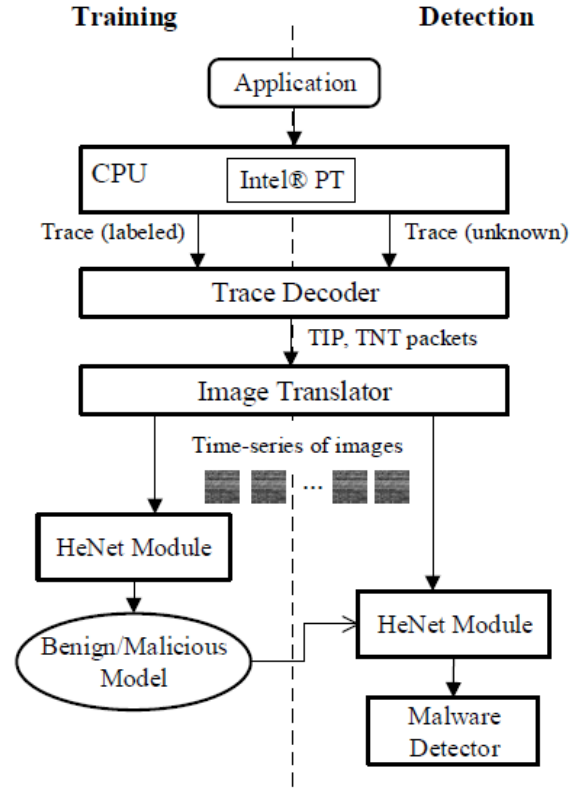 Training
Detection
Application
CPU
Intel® PT
Trace (labeled)
Trace (unknown)
Trace Decoder
TIP, TNT packets
Image Translator
Time-series of images
...
HeNet Module
Benign/Malicious
Model
HeNet Module
Malware
Detector